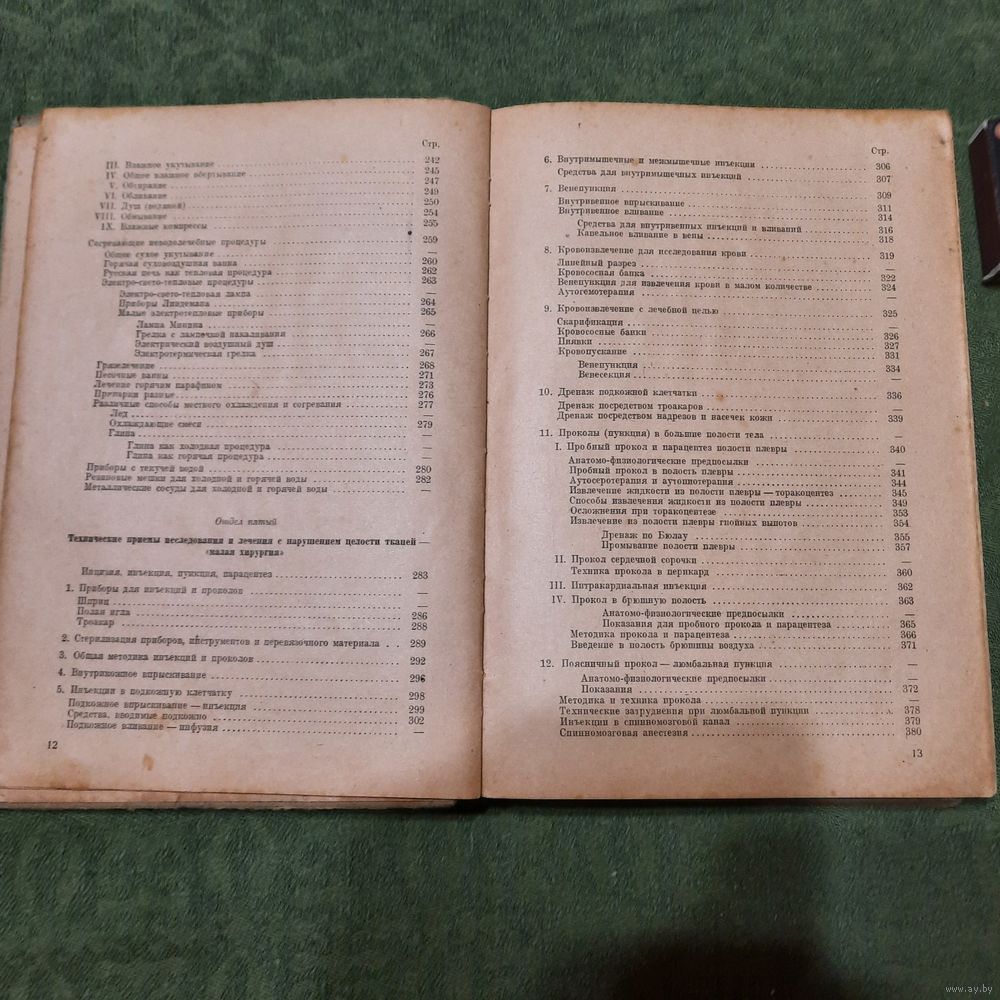 Стр.
III. Влажное укутывание 242
IV. Общее влажное обертывание 245
V. Обтирание 247
VI. Обливание 249
VII. Душ (водяной) 250
VIII. Обмывание 254
IX. Влажные компрессы 255
Согревающие неводолечебные процедуры 259
Общее сухое укутывание —
Горячая суховоздушная ванна 260
Русская печь как тепловая процедура 262
Электро-свето-тепловые процедуры 263
Электро-свето-тепловая лампа —
Приборы Линдемана 264
Малые электротепловые приборы 265
Лампа Минина —
Грелка с лампочкой накаливания 266
Электрический воздушный душ —
Электротермическая грелка 267
Грязелечение 268
Песочные ванны 271
Лечение горячим парафином 273
Припарки разные 276
Различные способы местного охлаждения и согревания 277
Лед —
Охлаждающие смеси 279
Глина —
Глина как холодная процедура —
Глина как горячая процедура —
Приборы с текучей водой 280
Резиновые мешки для холодной и горячей воды 282
Металлические сосуды для холодной и горячей воды —
Отдел пятый
Технические приемы исследования и лечения с нарушением целости тканей —
«малая хирургия»
Инцизия, инъекция, пункция, парацентез 283
1. Приборы для инъекций и проколов —
Шприц —
Полая игла 286
Троакар 288
2. Стерилизация приборов, инструментов и перевязочного материала . . 289
3. Общая методика инъекций и проколов 292
4. Внутрикожное впрыскивание 296
5. Инъекции в подкожную клетчатку 298
Подкожное впрыскивание — инъекция 299
Средства, вводимые подкожно 302
Подкожное вливание — инфузия —
12
Стр.
6. Внутримышечные и межмышечные инъекции 306
Средства для внутримышечных инъекций 307
7. Венепункция 309
Внутривенное впрыскивание 311
Внутривенное вливание 314
Средства для внутривенных инъекций и вливаний 316
Капельное вливание в вены 318
8. Кровоизвлечение для исследования крови 319
Линейный разрез —
Кровососная банка 322
Венепункция для извлечения крови в малом количестве 324
Аутогемотерапия —
9. Кровоизвлечение с лечебной целью 325
Скарификация —
Кровососные банки 326
Пиявки 327
Кровопускание 331
Венепункция 334
Венесекция —
10. Дренаж подкожной клетчатки 336
Дренаж посредством троакаров —
Дренаж посредством надрезов и насечек кожи 339
11. Проколы (пункция) в большие полости тела —
I. Пробный прокол и парацентез полости плевры 340
Анатомо-физиологические предпосылки —
Пробный прокол в полость плевры 341
Аутосеротерапия и аутопиотерапия 344
Извлечение жидкости из полости плевры — торакоцентез 345
Способы извлечения жидкости из полости плевры 349
Осложнения при торакоцентезе 353
Извлечение из полости плевры гнойных выпотов 354
Дренаж по Бюлау 355
Промывание полости плевры 357
II. Прокол сердечной сорочки —
Техника прокола в перикард 360
III. Интракардиальная инъекция 362
IV. Прокол в брюшную полость 363
Анатомо-физиологические предпосылки —
Показания для пробного прокола и парацентеза 365
Методика прокола и парацентеза 366
Введение в полость брюшины воздуха 371
12. Поясничный прокол — люмбальная пункция —
Анатомо-физиологические предпосылки —
Показания 372
Методика и техника прокола —
Технические затруднения при люмбальной пункции 378
Инъекции в спинномозговой канал 379
Спинномозговая анестезия 380
13
www.ay.by